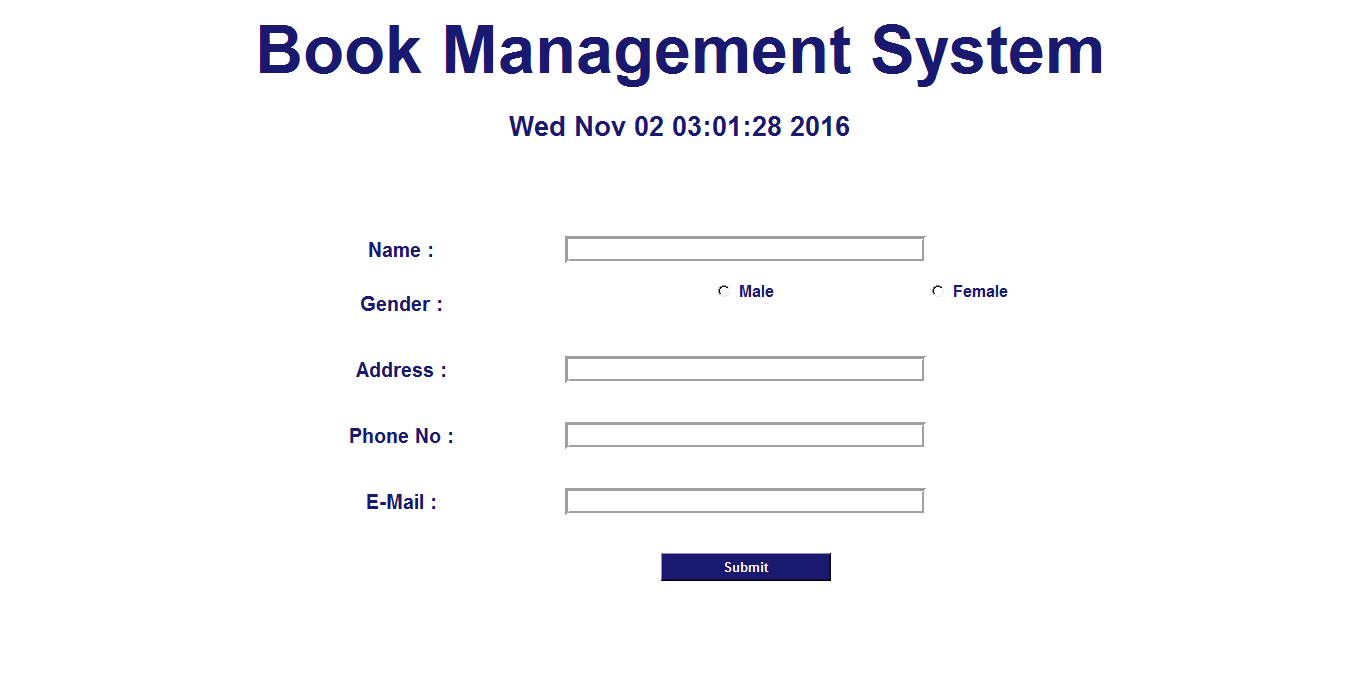 Book Management System
Wed Nov 02 03:01:28 2016
Name :
Gender :
Male
Female
Address :
Phone No :
E-Mail :
Submit